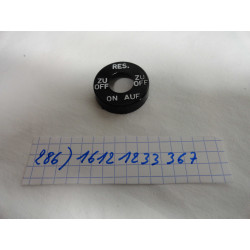 RES.
ZU ZU
OFF OFF
ON AUF
286) 1612 1233 367